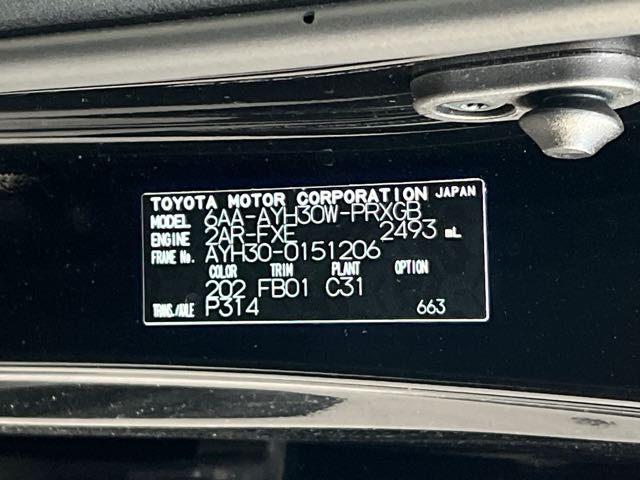 TOYOTA MOTOR CORPORATION JAPAN
MODEL 6AA-AYH30W-PRXGB
ENGINE 2AR-FXE 2493 mL
FRAME No. AYH30-0151206
COLOR TRIM PLANT OPTION
202 FB01 C31
TRANS./AXLE P314 663